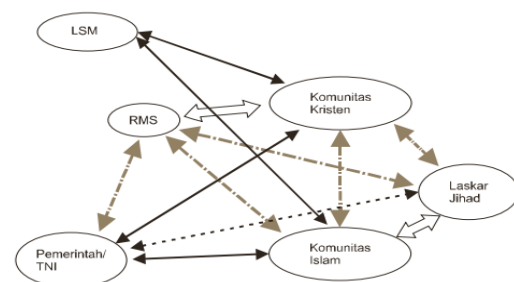 LSM
Komunitas
Kristen
RMS
Laskar
Jihad
Pemerintah/
TNI
Komunitas
Islam